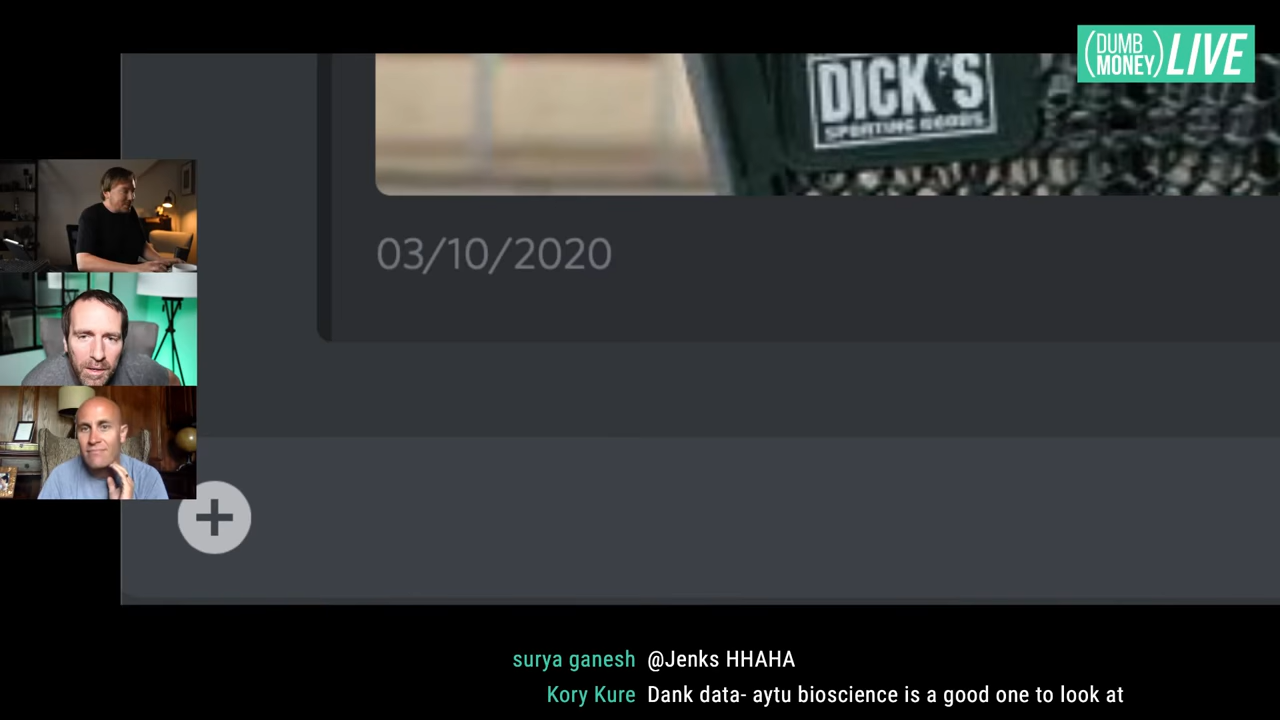 (DUMB
MONEY) LIVE
DICK'S
SPORTING GOODS
03/10/2020
surya ganesh @Jenks HHAHA
Kory Kure Dank data- aytu bioscience is a good one to look at